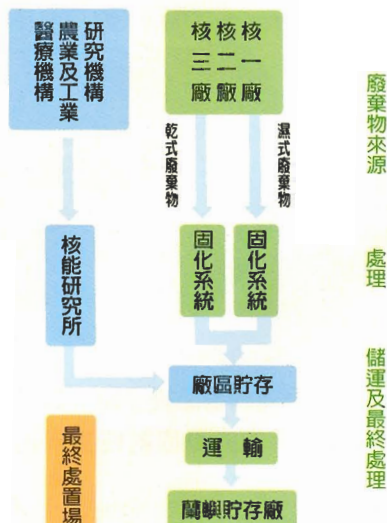 研究機構
農業及工業
醫療機構
核一廠
核二廠
核三廠
廢棄物來源
乾式廢棄物
濕式廢棄物
核能研究所
固化系統
固化系統
處理
廠區貯存
儲運及最終處理
運輸
最終處置場
蘭嶼貯存廠